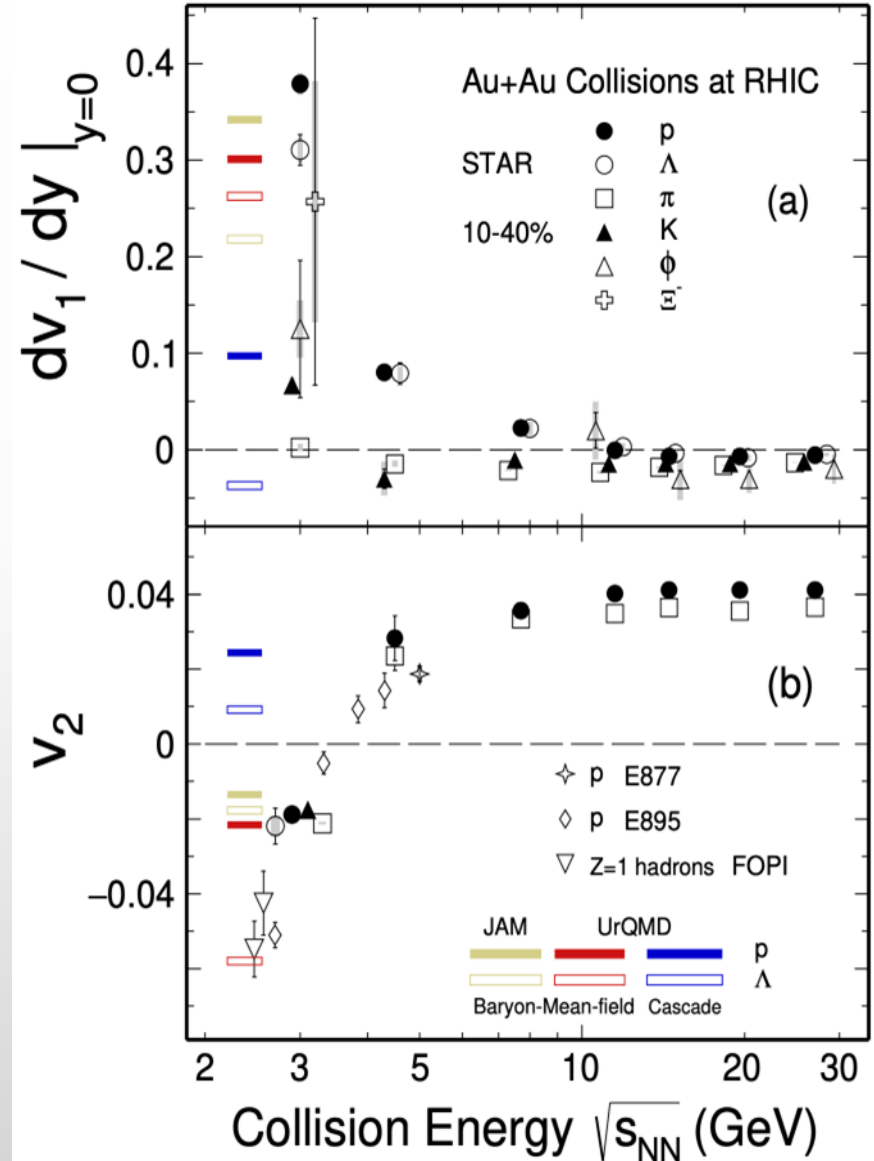 0.4
0.3
0.2
0.1
0
dv1 / dy |y=0
Au+Au Collisions at RHIC
p
STAR Λ
π
10-40% K
ϕ
Ξ-
(a)
0.04
0
−0.04
v2
(b)
p E877
p E895
Z=1 hadrons FOPI
JAM UrQMD
p
Λ
Baryon-Mean-field Cascade
2 3 5 10 20 30
Collision Energy √sNN (GeV)